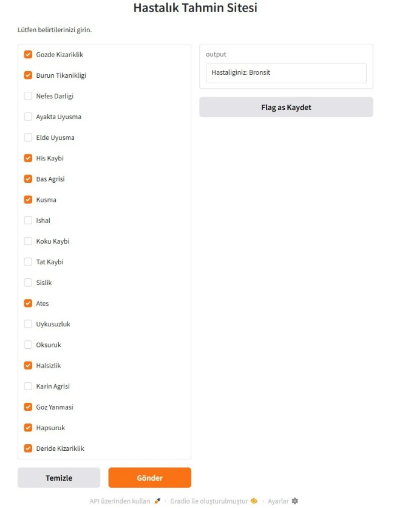 Hastalık Tahmin Sitesi
Lütfen belirtilerinizi girin.
Gozde Kizariklik
Burun Tikanikligi
Nefes Darligi
Ayakta Uyusma
Elde Uyusma
His Kaybi
Bas Agrisi
Kusma
Ishal
Koku Kaybi
Tat Kaybi
Sislik
Ates
Uykusuzluk
Oksuruk
Halsizlik
Karin Agrisi
Goz Yanmasi
Hapsuruk
Deride Kizariklik
Temizle
Gönder
output
Hastaliginiz: Bronsit
Flag as Kaydet
API üzerinden kullan · Gradio ile oluşturulmuştur · Ayarlar